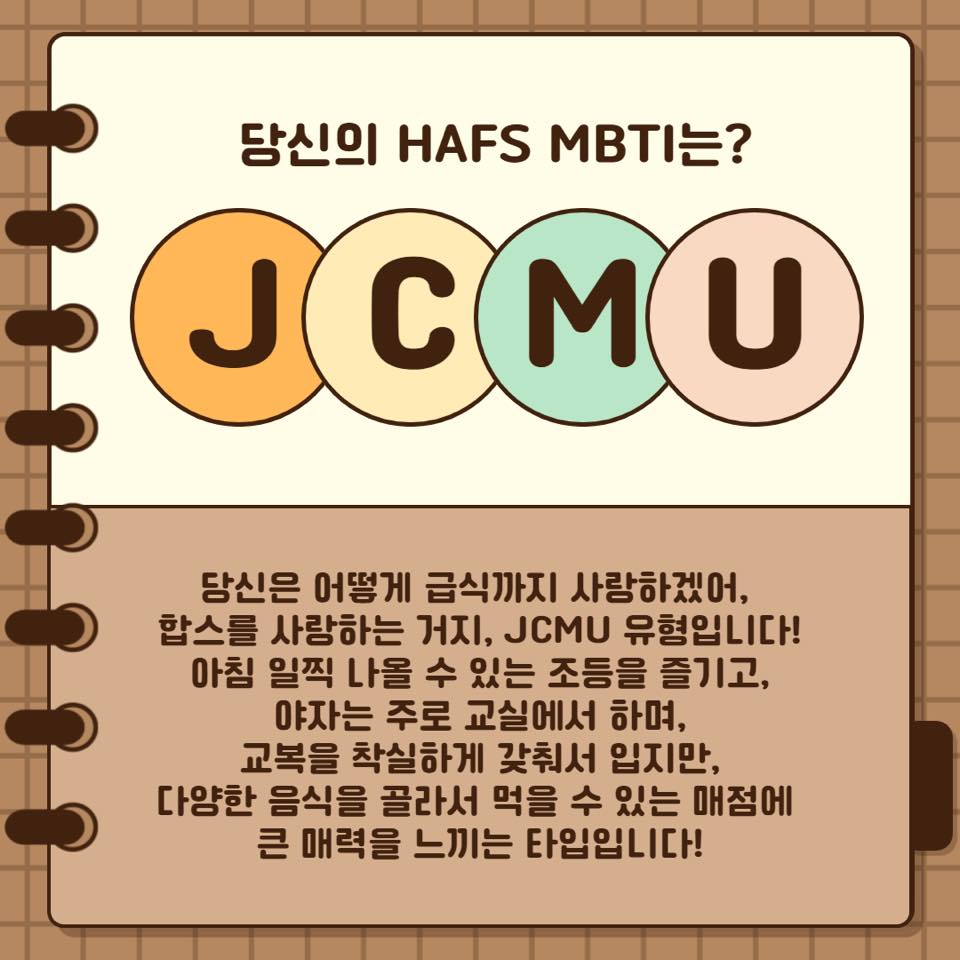 당신의 HAFS MBTI는?
JCMU
당신은 어떻게 급식까지 사랑하겠어,
합스를 사랑하는 거지, JCMU 유형입니다!
아침 일찍 나올 수 있는 조등을 즐기고,
야자는 주로 교실에서 하며,
교복을 착실하게 갖춰서 입지만,
다양한 음식을 골라서 먹을 수 있는 매점에
큰 매력을 느끼는 타입입니다!